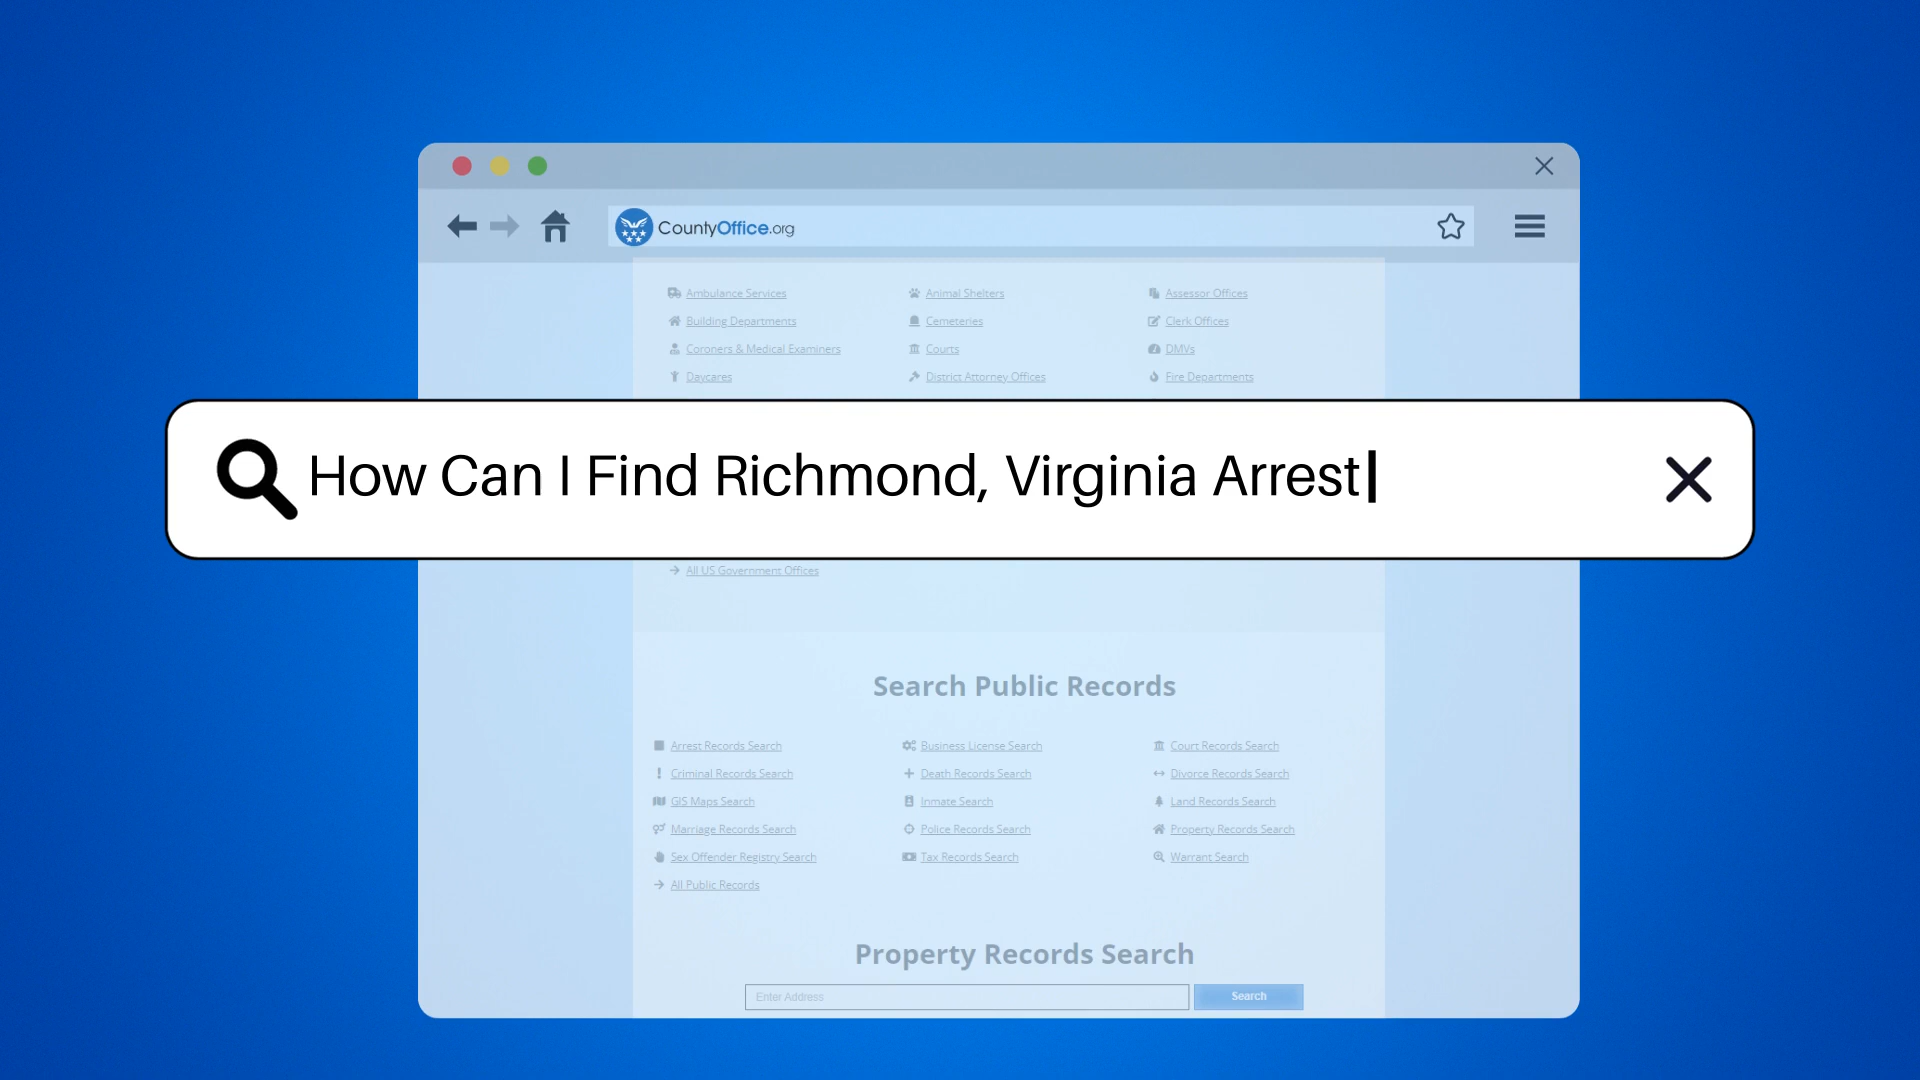 CountyOffice.org
Ambulance Services Animal Shelters Assessor Offices
Building Departments Cemeteries Clerk Offices
Coroners & Medical Examiners Courts DMVs
Daycares District Attorney Offices Fire Departments
How Can I Find Richmond, Virginia Arrest
All US Government Offices
Search Public Records
Arrest Records Search Business License Search Court Records Search
Criminal Records Search Death Records Search Divorce Records Search
GIS Maps Search Inmate Search Land Records Search
Marriage Records Search Police Records Search Property Records Search
Sex Offender Registry Search Tax Records Search Warrant Search
All Public Records
Property Records Search
Enter Address Search